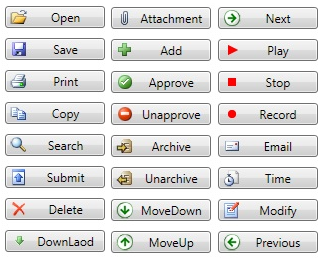 Open Attachment Next
Save Add Play
Print Approve Stop
Copy Unapprove Record
Search Archive Email
Submit Unarchive Time
Delete MoveDown Modify
DownLaod MoveUp Previous